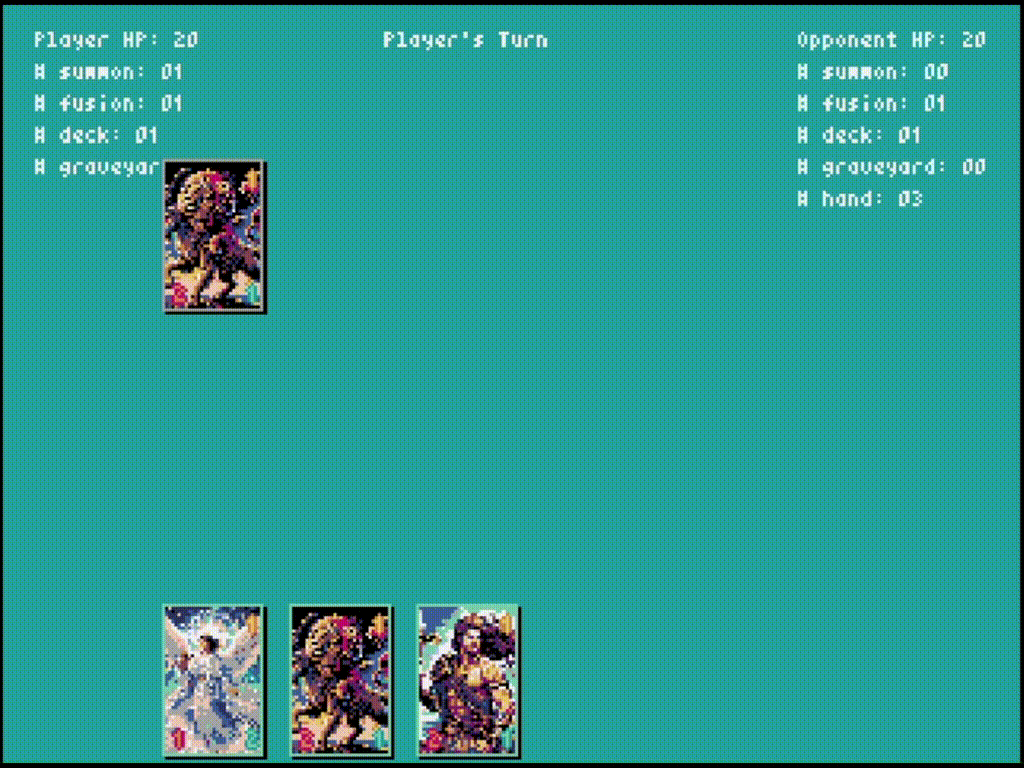 Player HP: 20
# summon: 01
# fusion: 01
# deck: 01
# graveyar
Player's Turn
Opponent HP: 20
# summon: 00
# fusion: 01
# deck: 01
# graveyard: 00
# hand: 03